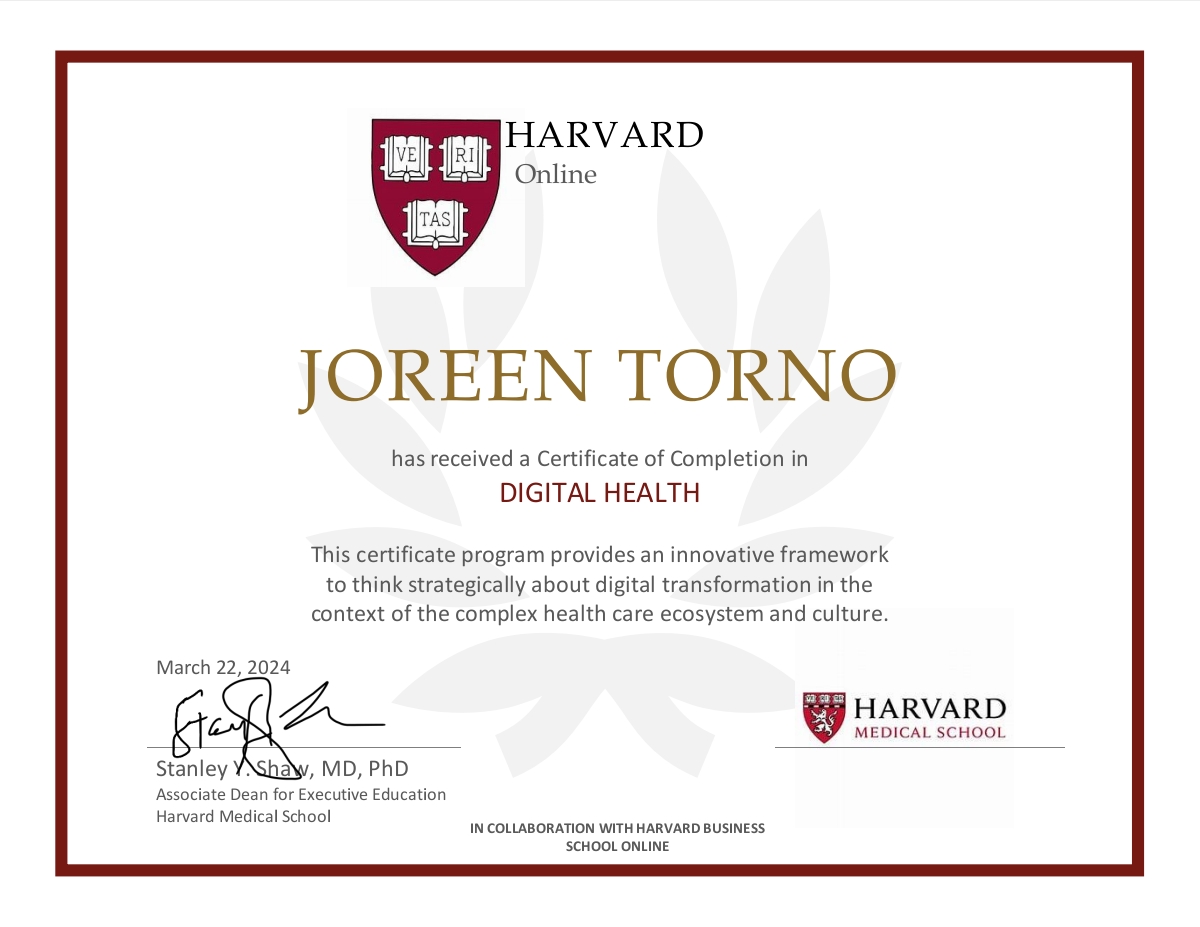 VE RI
TAS
HARVARD
Online
JOREEN TORNO
has received a Certificate of Completion in
DIGITAL HEALTH
This certificate program provides an innovative framework
to think strategically about digital transformation in the
context of the complex health care ecosystem and culture.
March 22, 2024
Stanley Y. Shaw, MD, PhD
Associate Dean for Executive Education
Harvard Medical School
HARVARD
MEDICAL SCHOOL
IN COLLABORATION WITH HARVARD BUSINESS
SCHOOL ONLINE